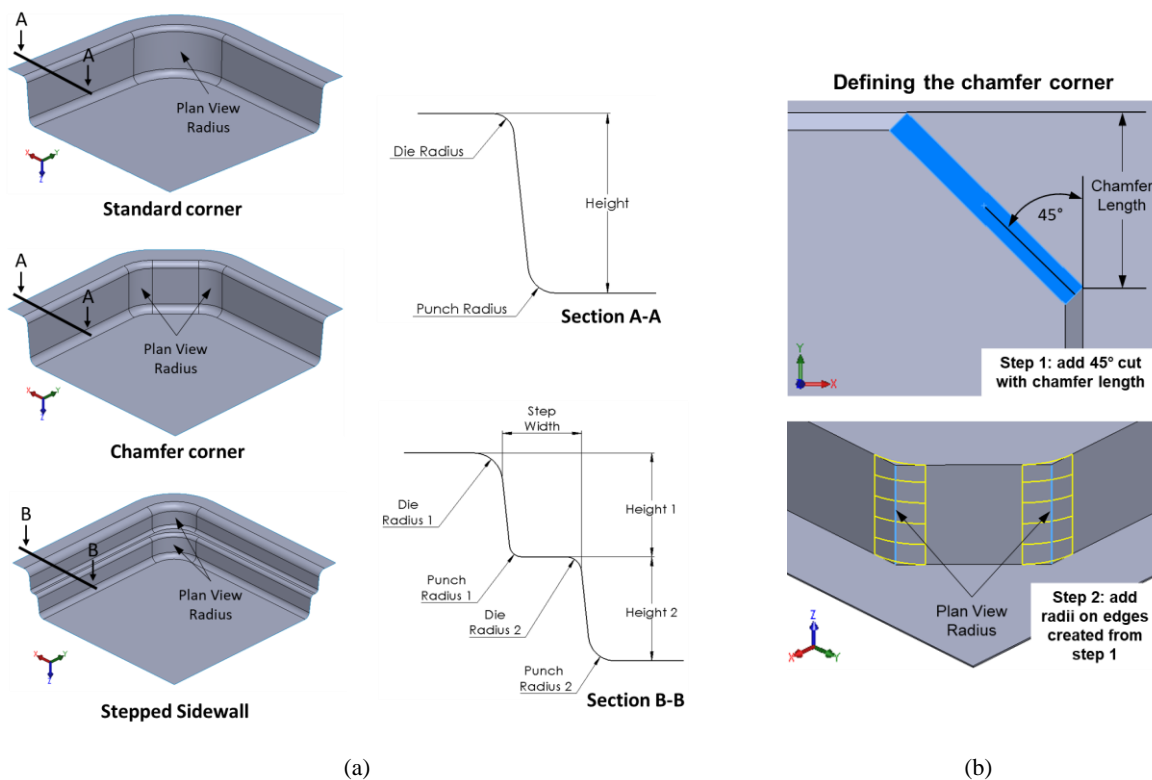 A
A
Plan View
Radius
X
Y
Z
Standard corner
A
A
Plan View
Radius
X
Y
Z
Chamfer corner
B
B
Plan View
Radius
X
Y
Z
Stepped Sidewall
Die Radius
Height
Punch Radius
Section A-A
Step
Width
Die
Radius 1
Height 1
Punch
Radius 1
Die
Radius 2
Height 2
Punch
Radius 2
Section B-B
(a)
Defining the chamfer corner
Chamfer
Length
45°
Y
X
Step 1: add 45° cut
with chamfer length
Plan View
Radius
Z
X
Y
Step 2: add
radii on edges
created from
step 1
(b)